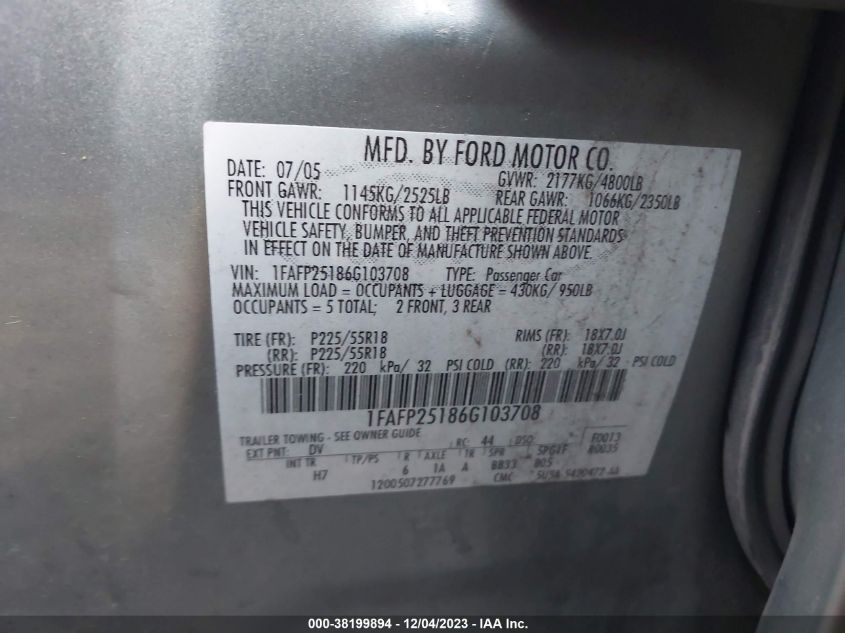 MFD. BY FORD MOTOR CO.
DATE: 07/05 GVWR: 2177KG/4800LB
FRONT GAWR: 1145KG/2525LB REAR GAWR: 1066KG/2350LB
THIS VEHICLE CONFORMS TO ALL APPLICABLE FEDERAL MOTOR
VEHICLE SAFETY, BUMPER, AND THEFT PREVENTION STANDARDS
IN EFFECT ON THE DATE OF MANUFACTURE SHOWN ABOVE.
VIN: 1FAFP25186G103708 TYPE: Passenger Car
MAXIMUM LOAD = OCCUPANTS + LUGGAGE = 430KG/ 950LB
OCCUPANTS = 5 TOTAL; 2 FRONT, 3 REAR
TIRE (FR): P225/55R18 RIMS (FR): 18X7.0J
(RR): P225/55R18 (RR): 18X7.0J
PRESSURE (FR): 220 kPa/ 32 PSI COLD (RR): 220 kPa/ 32 PSI COLD
1FAFP25186G103708
TRAILER TOWING - SEE OWNER GUIDE RC: 44 DSO: F0013
EXT PNT: DV R0035
INT TR TP/PS R AXLE TR SPR
H7 6 1A A BB33
1200507277769 CMC
000-38199894 - 12/04/2023 - IAA Inc.